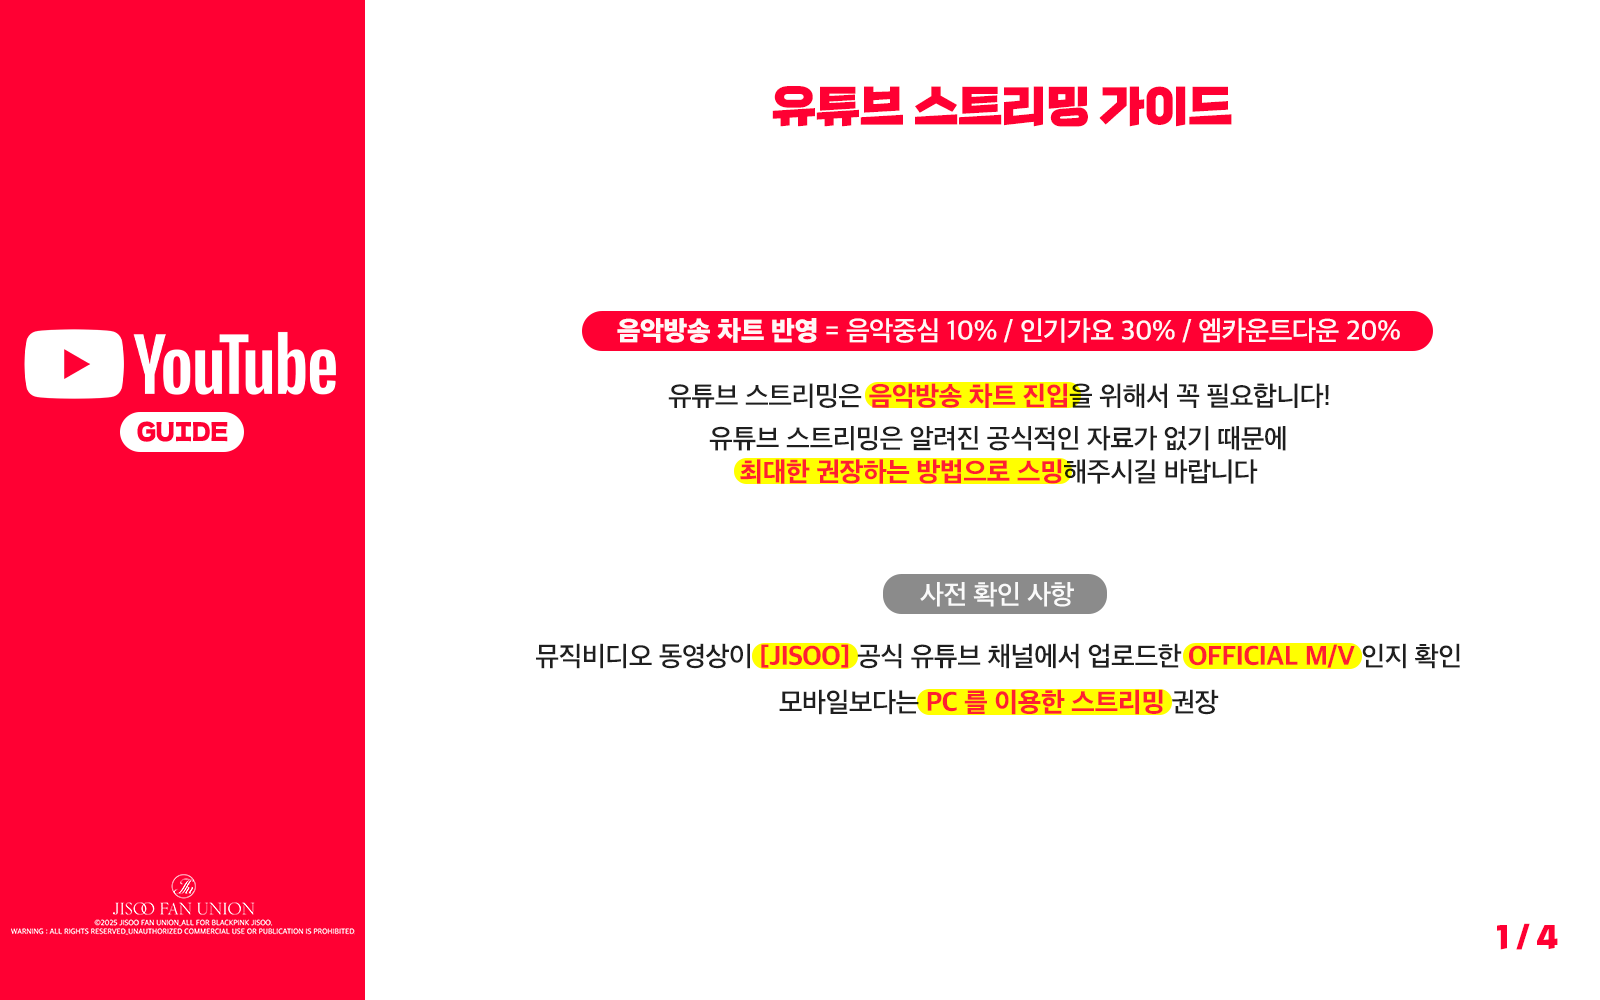 YouTube
GUIDE
JISOO FAN UNION
©2025 JISOO FAN UNION,ALL FOR BLACKPINK JISOO.
WARNING : ALL RIGHTS RESERVED,UNAUTHORIZED COMMERCIAL USE OR PUBLICATION IS PROHIBITED
유튜브 스트리밍 가이드
음악방송 차트 반영 = 음악중심 10% / 인기가요 30% / 엠카운트다운 20%
유튜브 스트리밍은 음악방송 차트 진입을 위해서 꼭 필요합니다!
유튜브 스트리밍은 알려진 공식적인 자료가 없기 때문에
최대한 권장하는 방법으로 스밍해주시길 바랍니다
사전 확인 사항
뮤직비디오 동영상이 [JISOO] 공식 유튜브 채널에서 업로드한 OFFICIAL M/V 인지 확인
모바일보다는 PC 를 이용한 스트리밍 권장
1 / 4